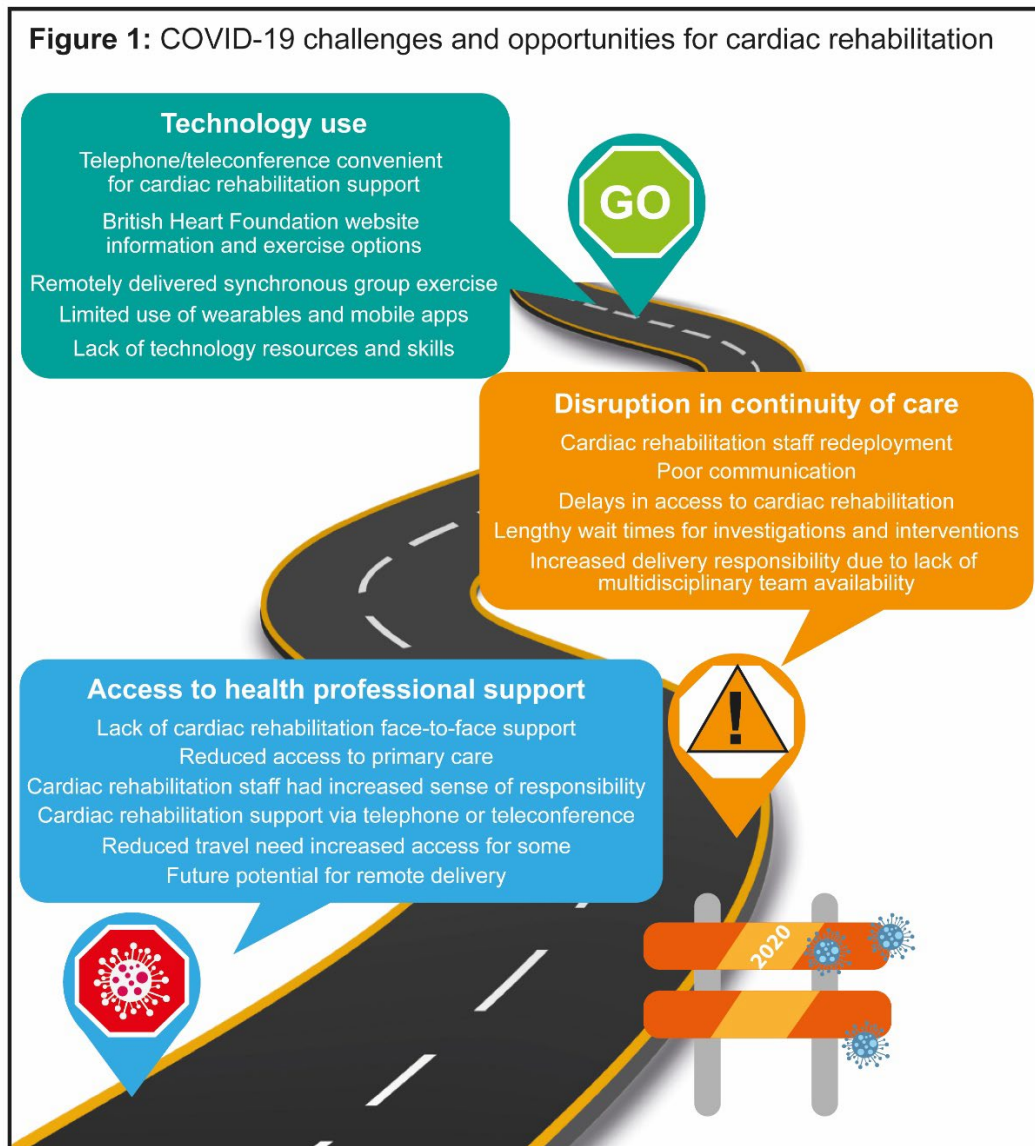 Figure 1: COVID-19 challenges and opportunities for cardiac rehabilitation
Technology use
Telephone/teleconference convenient
for cardiac rehabilitation support
British Heart Foundation website
information and exercise options
Remotely delivered synchronous group exercise
Limited use of wearables and mobile apps
Lack of technology resources and skills
GO
Disruption in continuity of care
Cardiac rehabilitation staff redeployment
Poor communication
Delays in access to cardiac rehabilitation
Lengthy wait times for investigations and interventions
Increased delivery responsibility due to lack of
multidisciplinary team availability
!
Access to health professional support
Lack of cardiac rehabilitation face-to-face support
Reduced access to primary care
Cardiac rehabilitation staff had increased sense of responsibility
Cardiac rehabilitation support via telephone or teleconference
Reduced travel need increased access for some
Future potential for remote delivery
2020